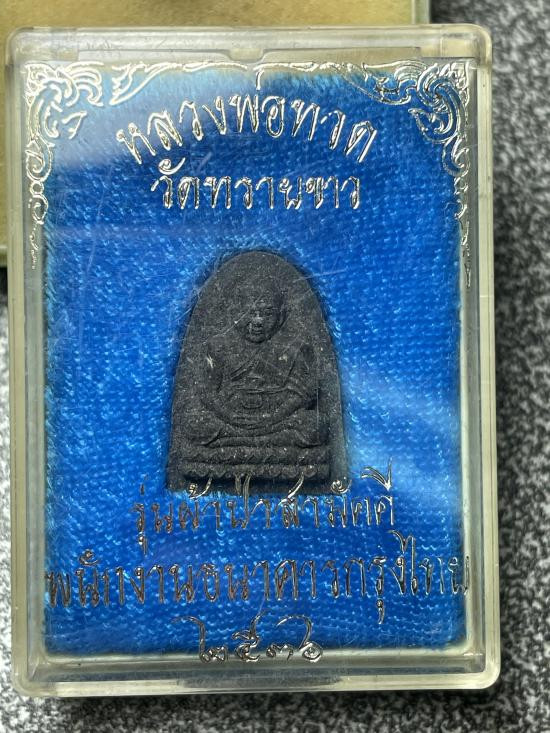 หลวงพ่อทวด
วัดทรายขาว
รุ่นผ้าป่าสามัคคี
พนักงานธนาคารกรุงไทย
๒๕๓๖